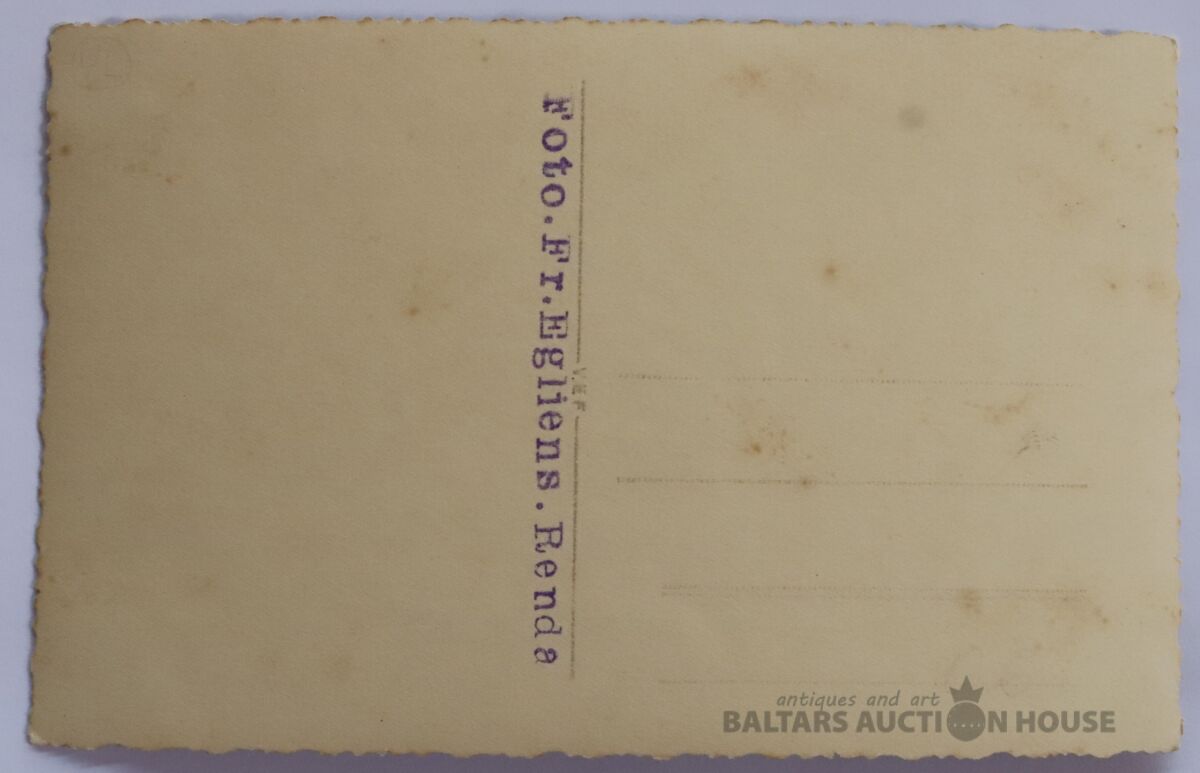 Foto.Fr.Egliens.Renda
V.E.F
antiques and art
BALTARS AUCTION HOUSE